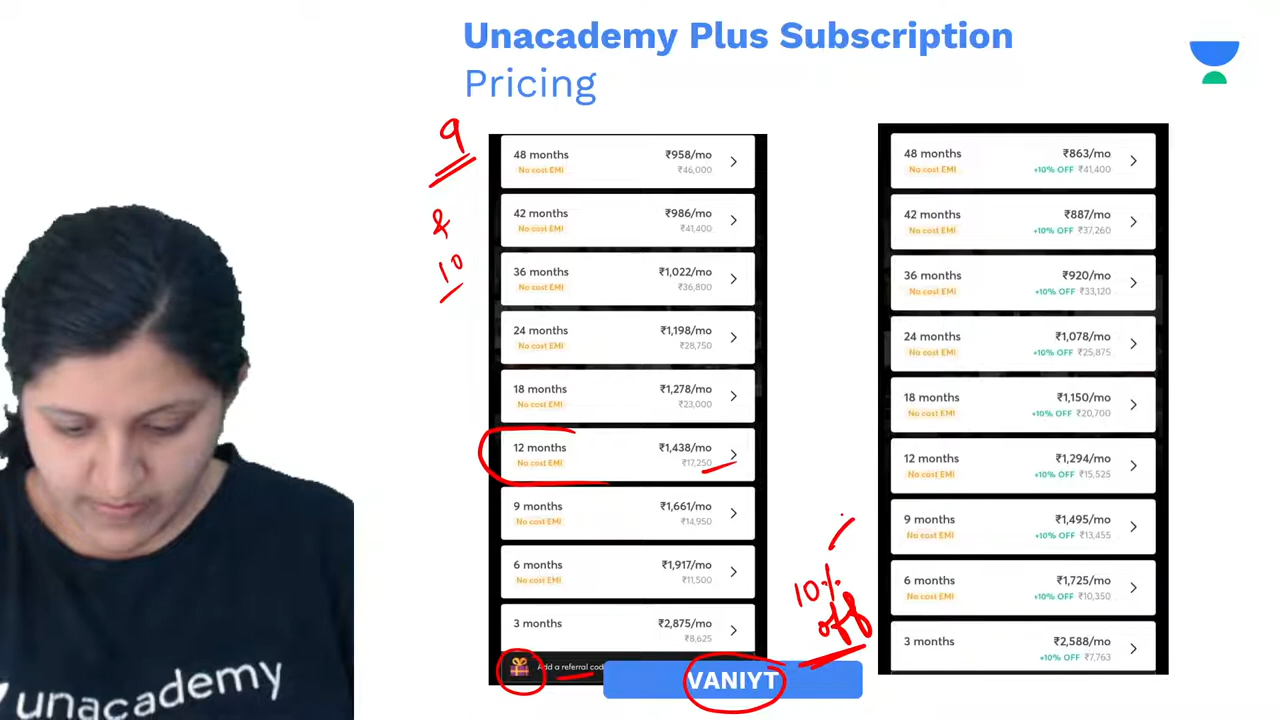 Unacademy Plus Subscription
Pricing
9
&
10
48 months ₹958/mo
No cost EMI ₹46,000
42 months ₹986/mo
No cost EMI ₹41,400
36 months ₹1,022/mo
No cost EMI ₹36,800
24 months ₹1,198/mo
No cost EMI ₹28,750
18 months ₹1,278/mo
No cost EMI ₹23,000
12 months ₹1,438/mo
No cost EMI ₹17,250
9 months ₹1,661/mo
No cost EMI ₹14,950
6 months ₹1,917/mo
No cost EMI ₹11,500
3 months ₹2,875/mo
₹8,625
Add a referral cod
VANIYT
10%
off
48 months ₹863/mo
No cost EMI +10% OFF ₹41,400
42 months ₹887/mo
No cost EMI +10% OFF ₹37,260
36 months ₹920/mo
No cost EMI +10% OFF ₹33,120
24 months ₹1,078/mo
No cost EMI +10% OFF ₹25,875
18 months ₹1,150/mo
No cost EMI +10% OFF ₹20,700
12 months ₹1,294/mo
No cost EMI +10% OFF ₹15,525
9 months ₹1,495/mo
No cost EMI +10% OFF ₹13,455
6 months ₹1,725/mo
No cost EMI +10% OFF ₹10,350
3 months ₹2,588/mo
+10% OFF ₹7,763
unacademy